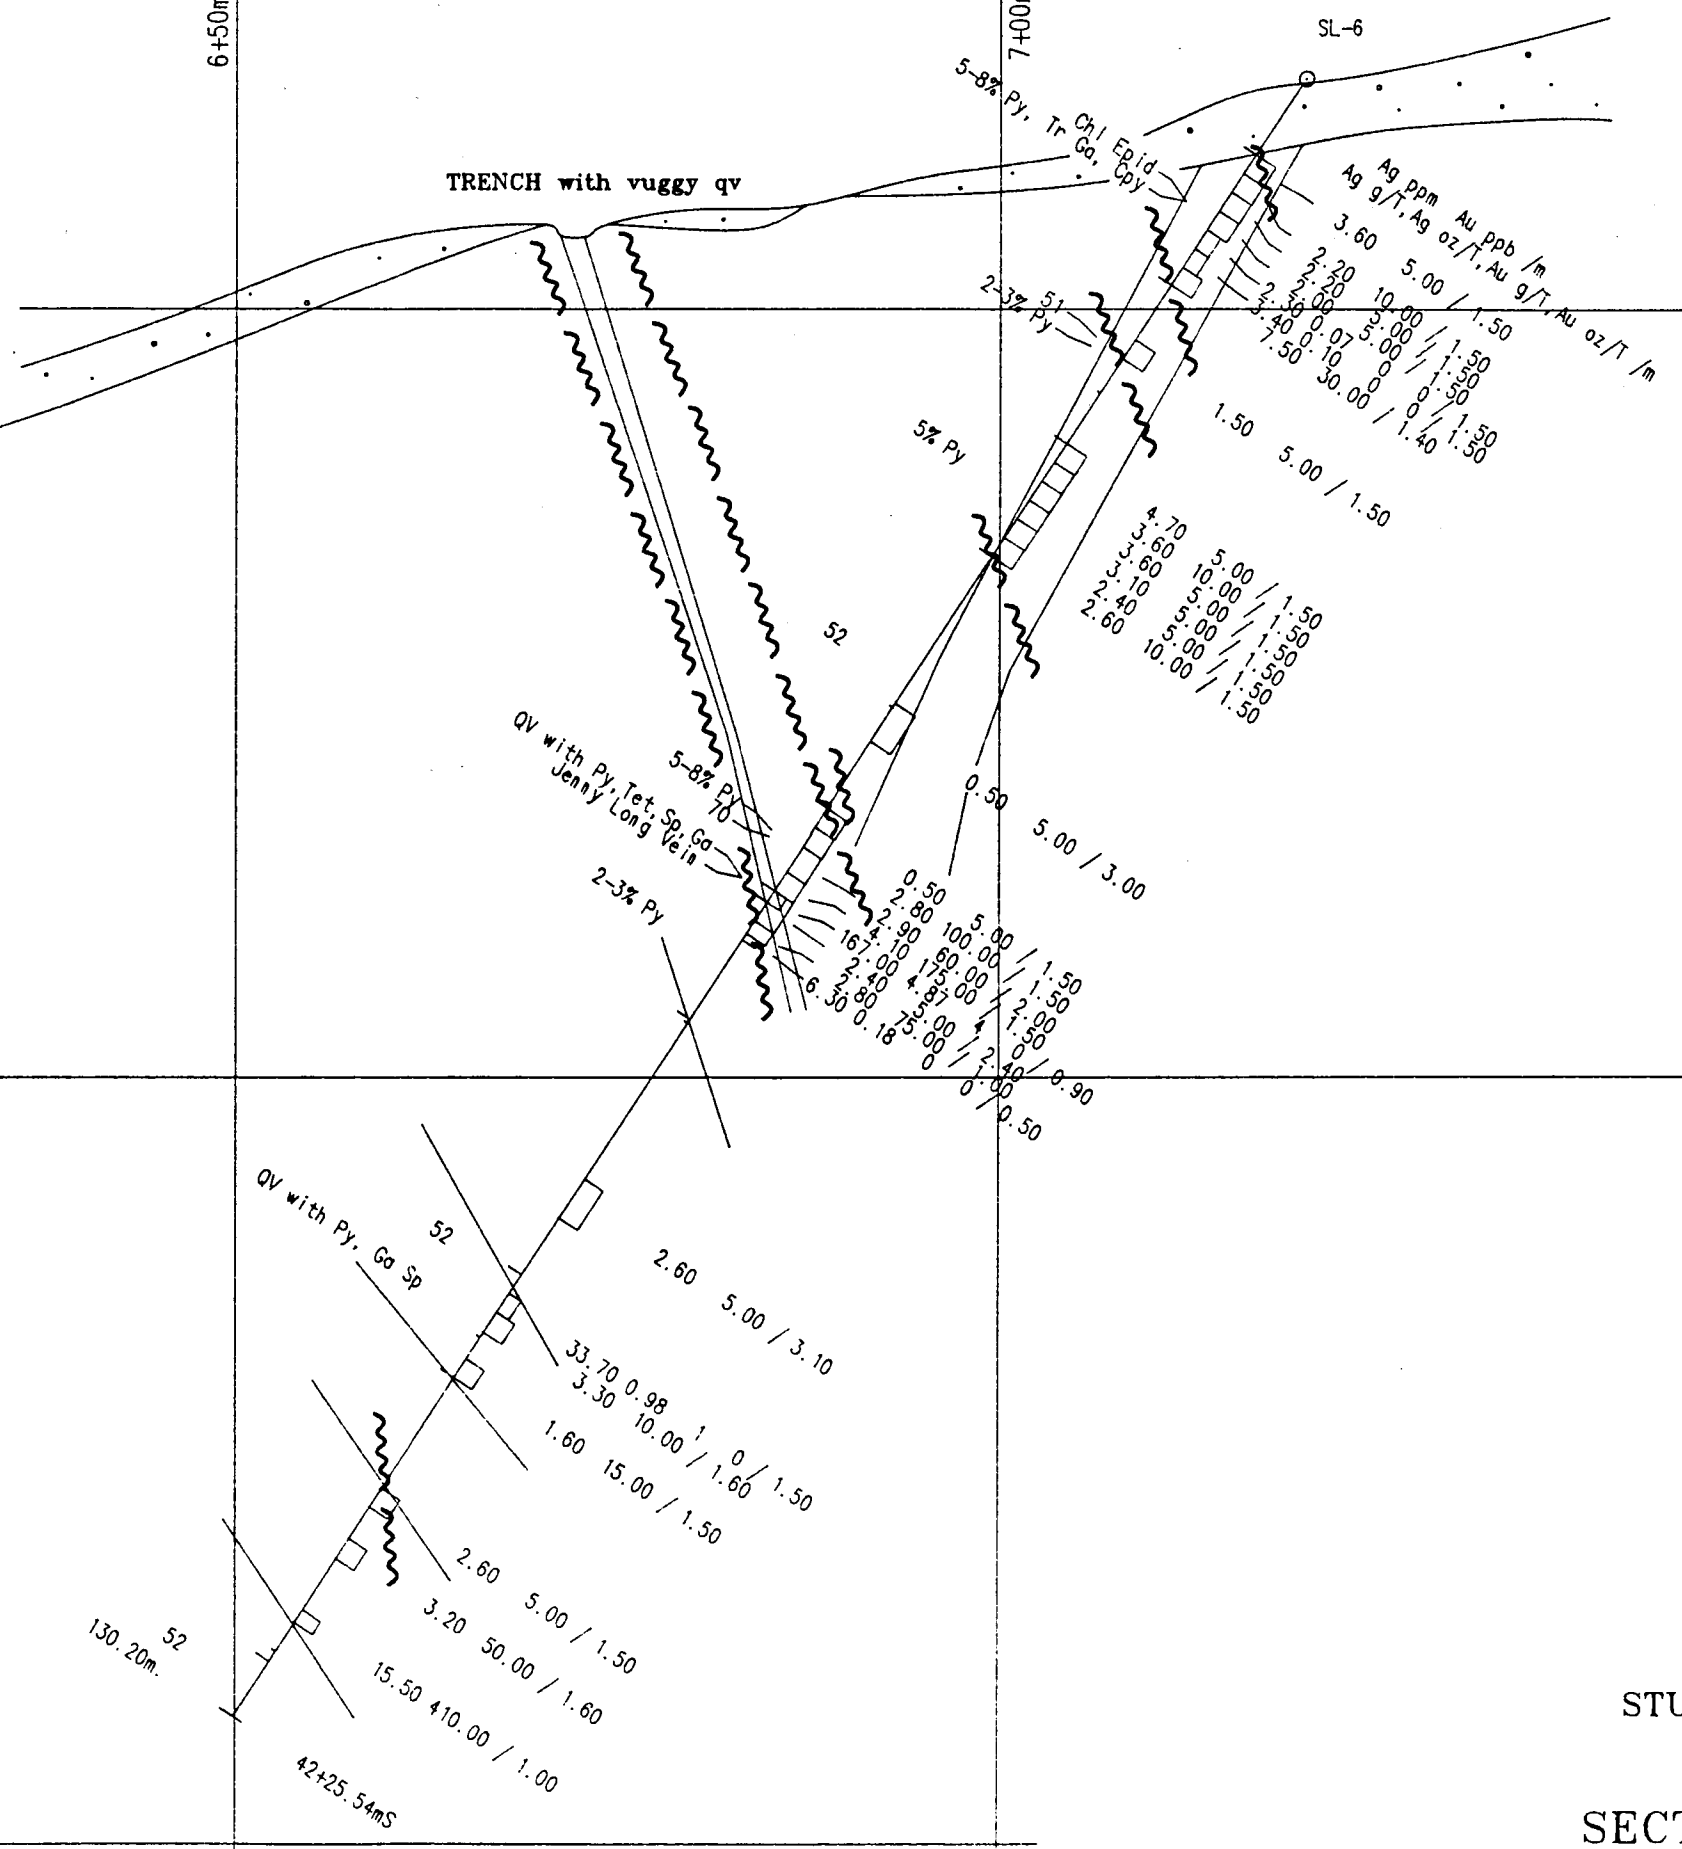 6+50m
7+00
SL-6
5-8% Py, Tr Ga, Cpy
Chl Epid
TRENCH with vuggy qv
Ag ppm Au ppb /m
Ag g/T, Ag oz/T, Au g/T, Au oz/T /m
3.60 5.00 / 1.50
2.20 10.00 / 1.50
2.20 5.00 / 1.50
2.00 5.00 / 1.50
2.30 0.07 0 0 / 1.50
3.40 0.10 0 0 / 1.50
7.50 30.00 / 1.40
51
2-3% Py
1.50 5.00 / 1.50
5% Py
4.70 5.00 / 1.50
3.60 10.00 / 1.50
3.60 5.00 / 1.50
3.10 5.00 / 1.50
2.40 5.00 / 1.50
2.60 10.00 / 1.50
52
QV with Py, Tet, Sp, Ga
Jenny Long Vein
5-8% Py
70
2-3% Py
0.50 5.00 / 3.00
0.50 5.00 / 1.50
2.80 100.00 / 1.50
2.90 60.00 / 2.00
4.10 175.00 / 1.50
167.00 4.87 4 0 / 0.90
2.40 5.00 / 2.40
2.80 75.00 / 1.00
6.30 0.18 0 0 / 0.50
QV with Py, Ga Sp
52
2.60 5.00 / 3.10
33.70 0.98 1 0 / 1.50
3.30 10.00 / 1.60
1.60 15.00 / 1.50
2.60 5.00 / 1.50
3.20 50.00 / 1.60
52
130.20m.
15.50 410.00 / 1.00
42+25.54mS
STU
SECT